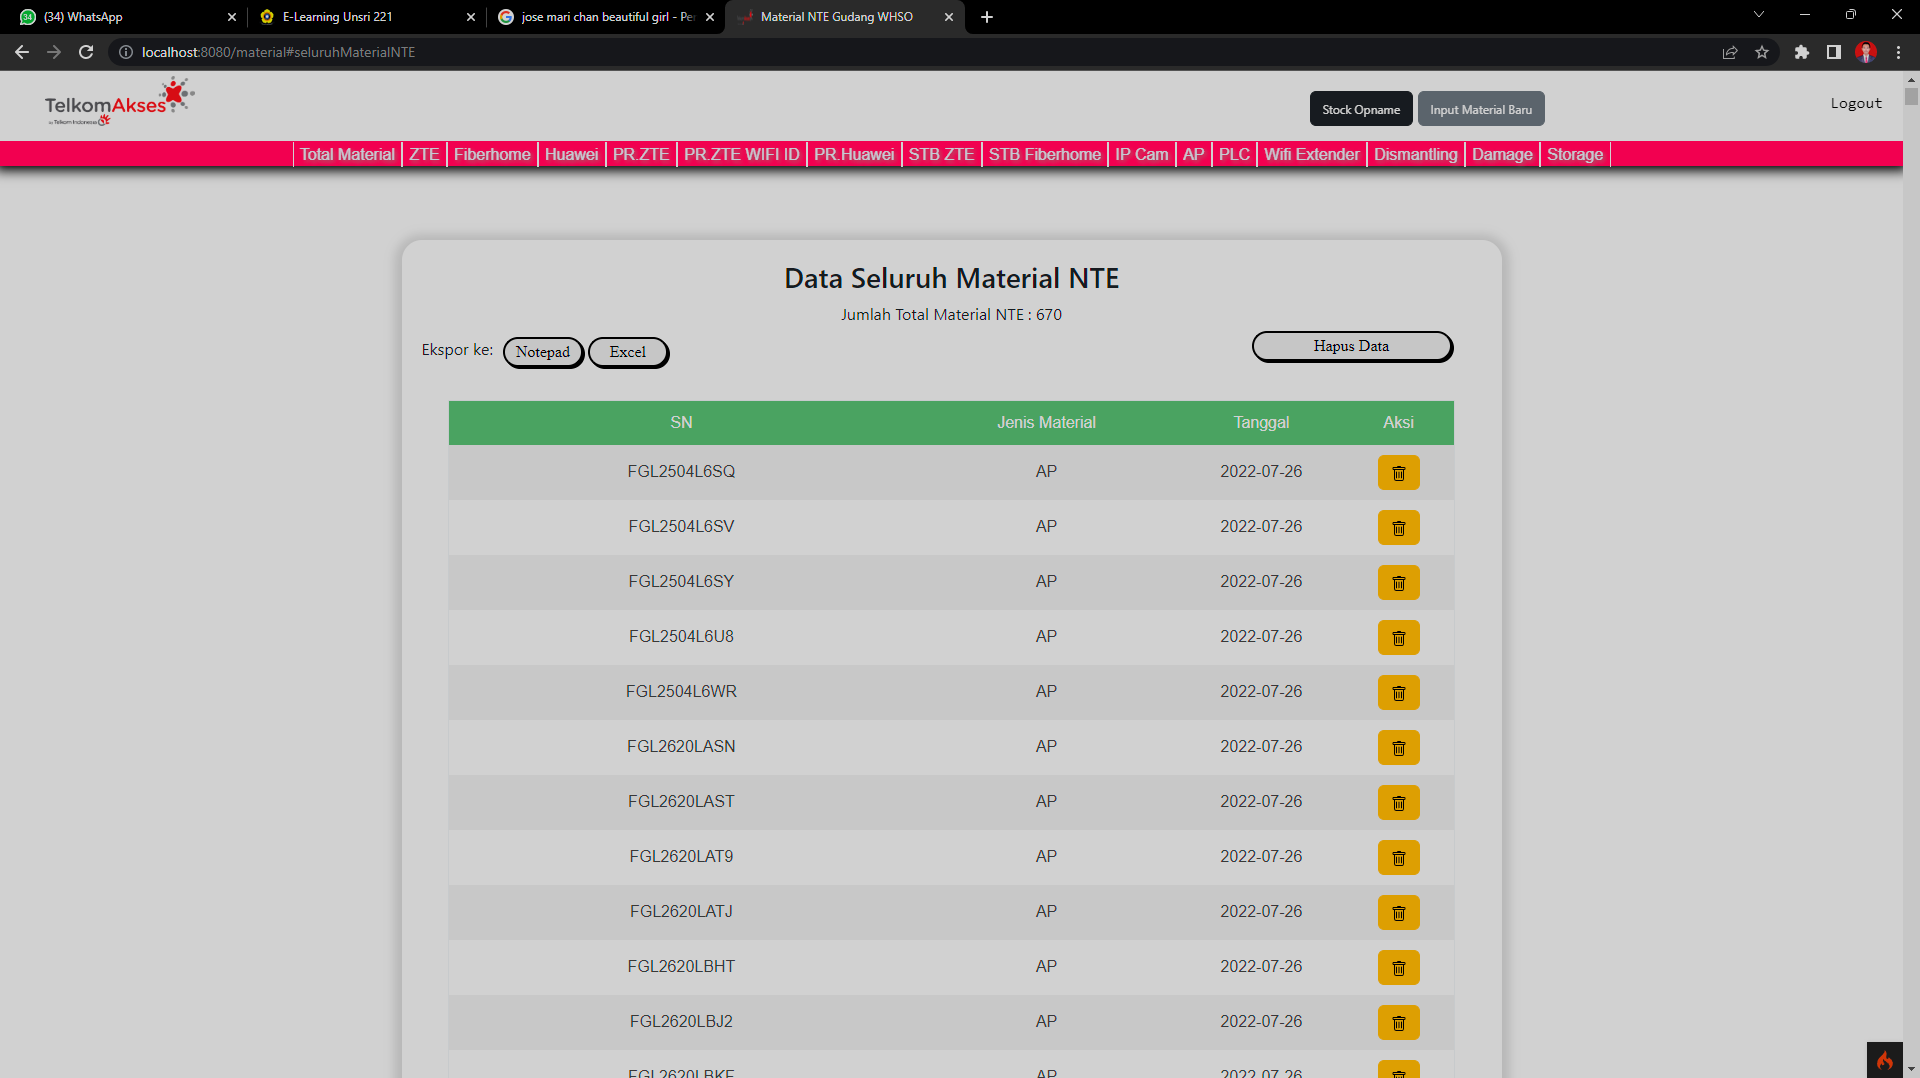 (34) WhatsApp
E-Learning Unsri 221
jose mari chan beautiful girl - Pe
Material NTE Gudang WHSO
localhost:8080/material#seluruhMaterialNTE
TelkomAkses
by Telkom Indonesia
Stock Opname
Input Material Baru
Logout
Total Material ZTE Fiberhome Huawei PR.ZTE PR.ZTE WIFI ID PR.Huawei STB ZTE STB Fiberhome IP Cam AP PLC Wifi Extender Dismantling Damage Storage
Data Seluruh Material NTE
Jumlah Total Material NTE : 670
Ekspor ke: Notepad Excel
Hapus Data
SN Jenis Material Tanggal Aksi
FGL2504L6SQ AP 2022-07-26
FGL2504L6SV AP 2022-07-26
FGL2504L6SY AP 2022-07-26
FGL2504L6U8 AP 2022-07-26
FGL2504L6WR AP 2022-07-26
FGL2620LASN AP 2022-07-26
FGL2620LAST AP 2022-07-26
FGL2620LAT9 AP 2022-07-26
FGL2620LATJ AP 2022-07-26
FGL2620LBHT AP 2022-07-26
FGL2620LBJ2 AP 2022-07-26
AP 2022-07-26